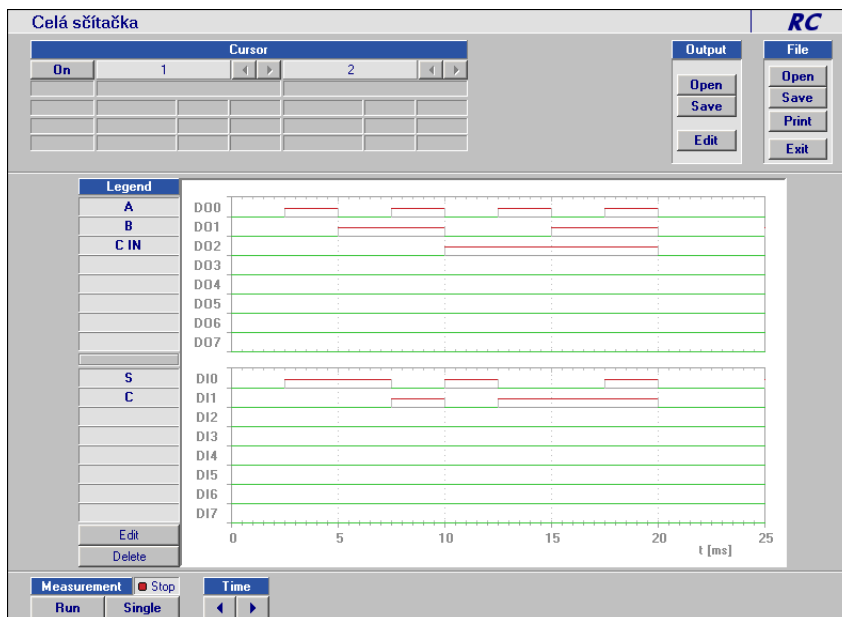 Celá sčítačka
RC
Cursor
On 1 2
Output
Open
Save
Edit
File
Open
Save
Print
Exit
Legend
A
B
C IN
S
C
Edit
Delete
DO0
DO1
DO2
DO3
DO4
DO5
DO6
DO7
DI0
DI1
DI2
DI3
DI4
DI5
DI6
DI7
0 5 10 15 20 25
t [ms]
Measurement Stop
Run Single
Time